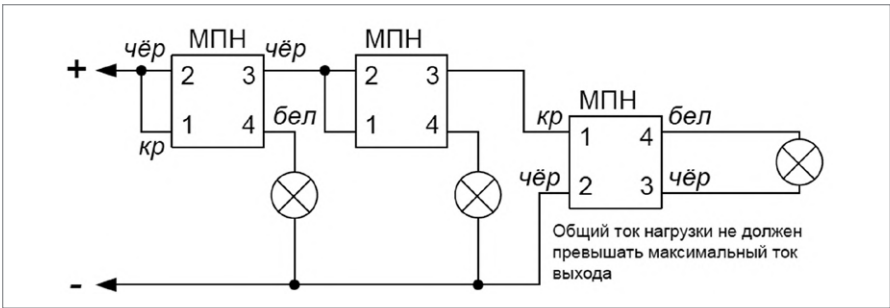 МПН
МПН
чёр
чёр
+
2
3
2
3
1
4
бел
1
4
кр
МПН
кр
1
4
бел
чёр
2
3
чёр
Общий ток нагрузки не должен
превышать максимальный ток
выхода
-